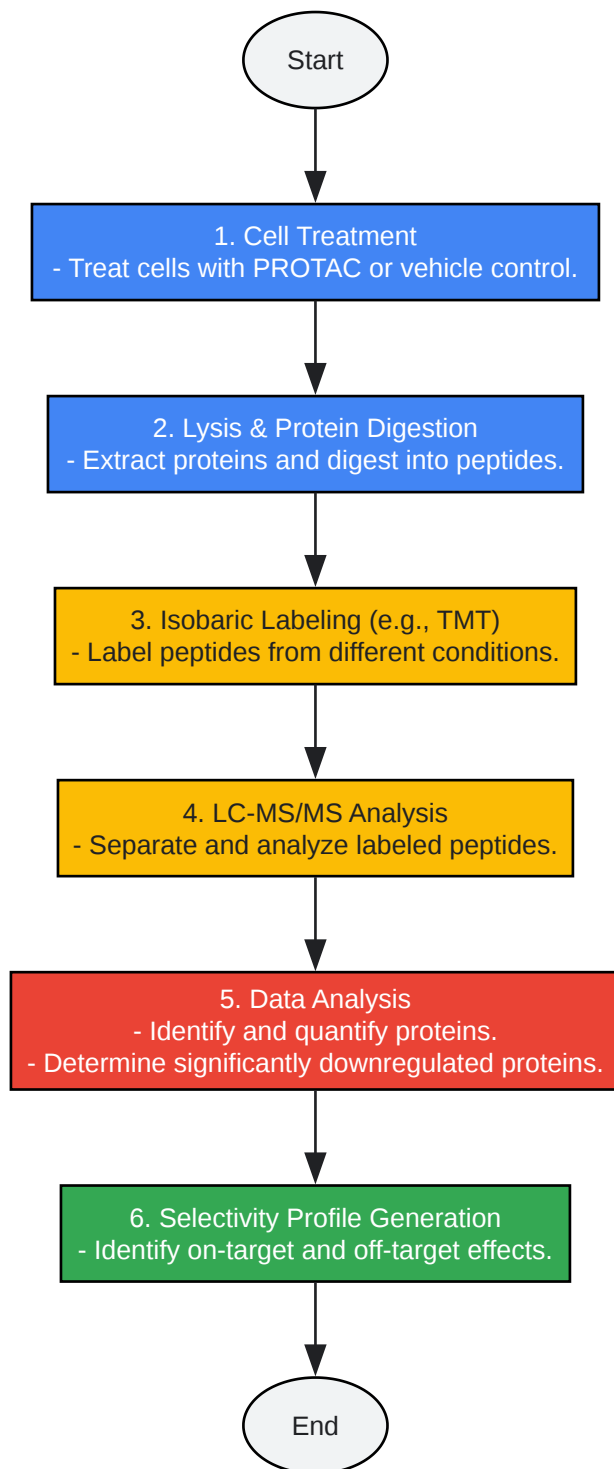 Start
1. Cell Treatment
- Treat cells with PROTAC or vehicle control.
2. Lysis & Protein Digestion
- Extract proteins and digest into peptides.
3. Isobaric Labeling (e.g., TMT)
- Label peptides from different conditions.
4. LC-MS/MS Analysis
- Separate and analyze labeled peptides.
5. Data Analysis
- Identify and quantify proteins.
- Determine significantly downregulated proteins.
6. Selectivity Profile Generation
- Identify on-target and off-target effects.
End